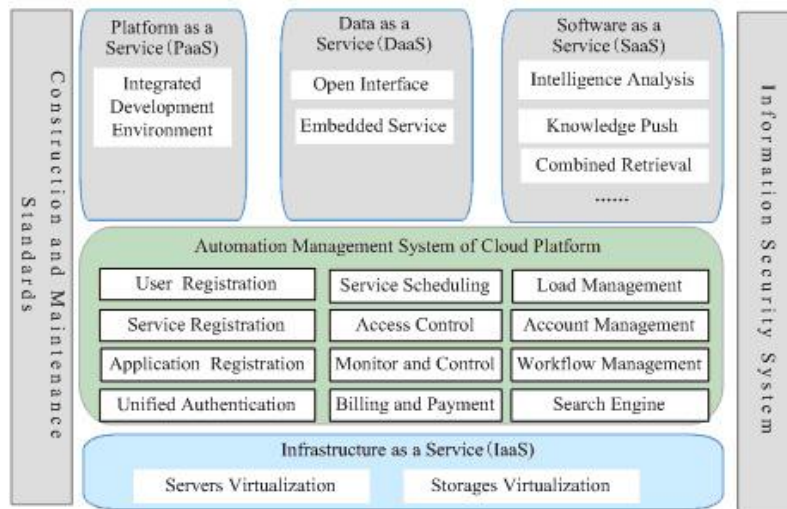 Construction and Maintenance
Standards
Platform as a
Service(PaaS)
Integrated
Development
Environment
Data as a
Service(DaaS)
Open Interface
Embedded Service
Software as a
Service(SaaS)
Intelligence Analysis
Knowledge Push
Combined Retrieval
......
Automation Management System of Cloud Platform
User Registration
Service Scheduling
Load Management
Service Registration
Access Control
Account Management
Application Registration
Monitor and Control
Workflow Management
Unified Authentication
Billing and Payment
Search Engine
Infrastructure as a Service(IaaS)
Servers Virtualization
Storages Virtualization
Information Security System